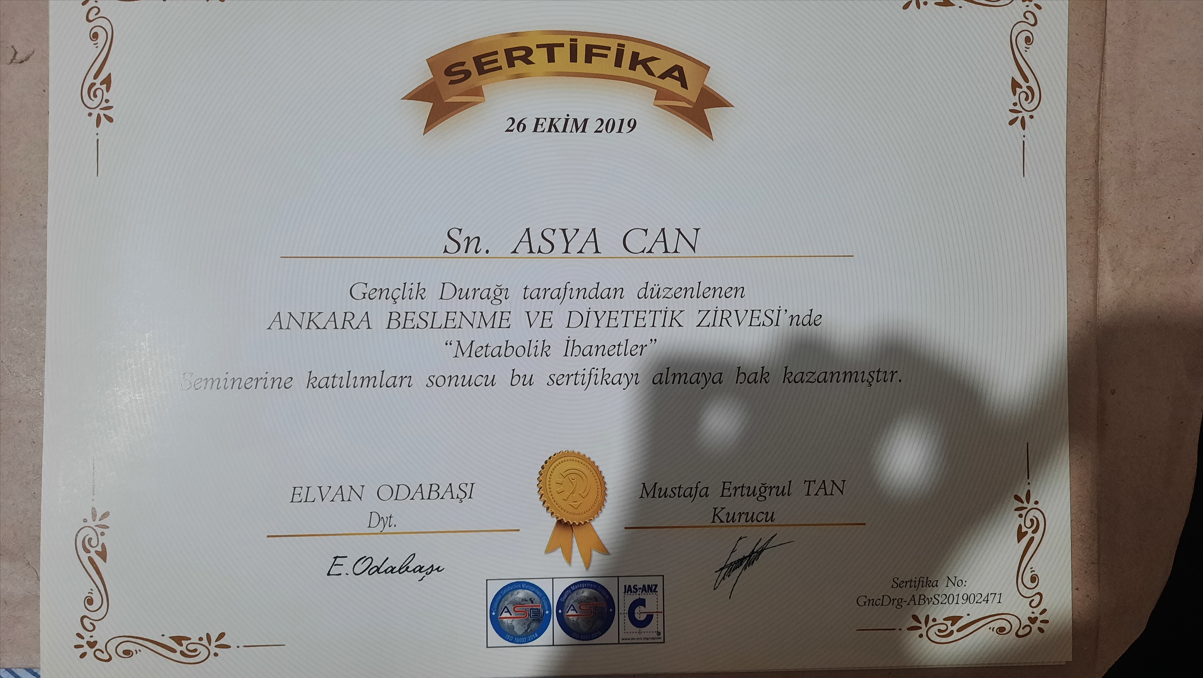 SERTİFİKA
26 EKİM 2019
Sn. ASYA CAN
Gençlik Durağı tarafından düzenlenen
ANKARA BESLENME VE DİYETETİK ZİRVESİ'nde
“Metabolik İhanetler”
Seminerine katılımları sonucu bu sertifikayı almaya hak kazanmıştır.
ELVAN ODABAŞI
Dyt.
E.Odabaşı
Mustafa Ertuğrul TAN
Kurucu
JAS-ANZ
Sertifika No:
GncDrg-ABvS201902471